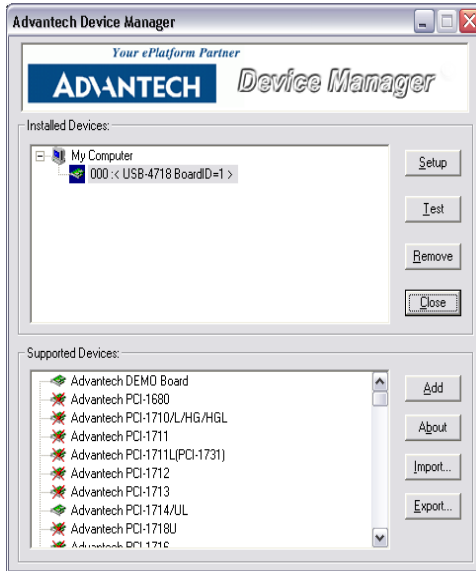 Advantech Device Manager
Your ePlatform Partner
ADVANTECH Device Manager
Installed Devices:
My Computer
000 :< USB-4718 BoardID=1 >
Setup
Test
Remove
Close
Supported Devices:
Advantech DEMO Board
Advantech PCI-1680
Advantech PCI-1710/L/HG/HGL
Advantech PCI-1711
Advantech PCI-1711L(PCI-1731)
Advantech PCI-1712
Advantech PCI-1713
Advantech PCI-1714/UL
Advantech PCI-1718U
Advantech PCI-1716
Add
About
Import...
Export...